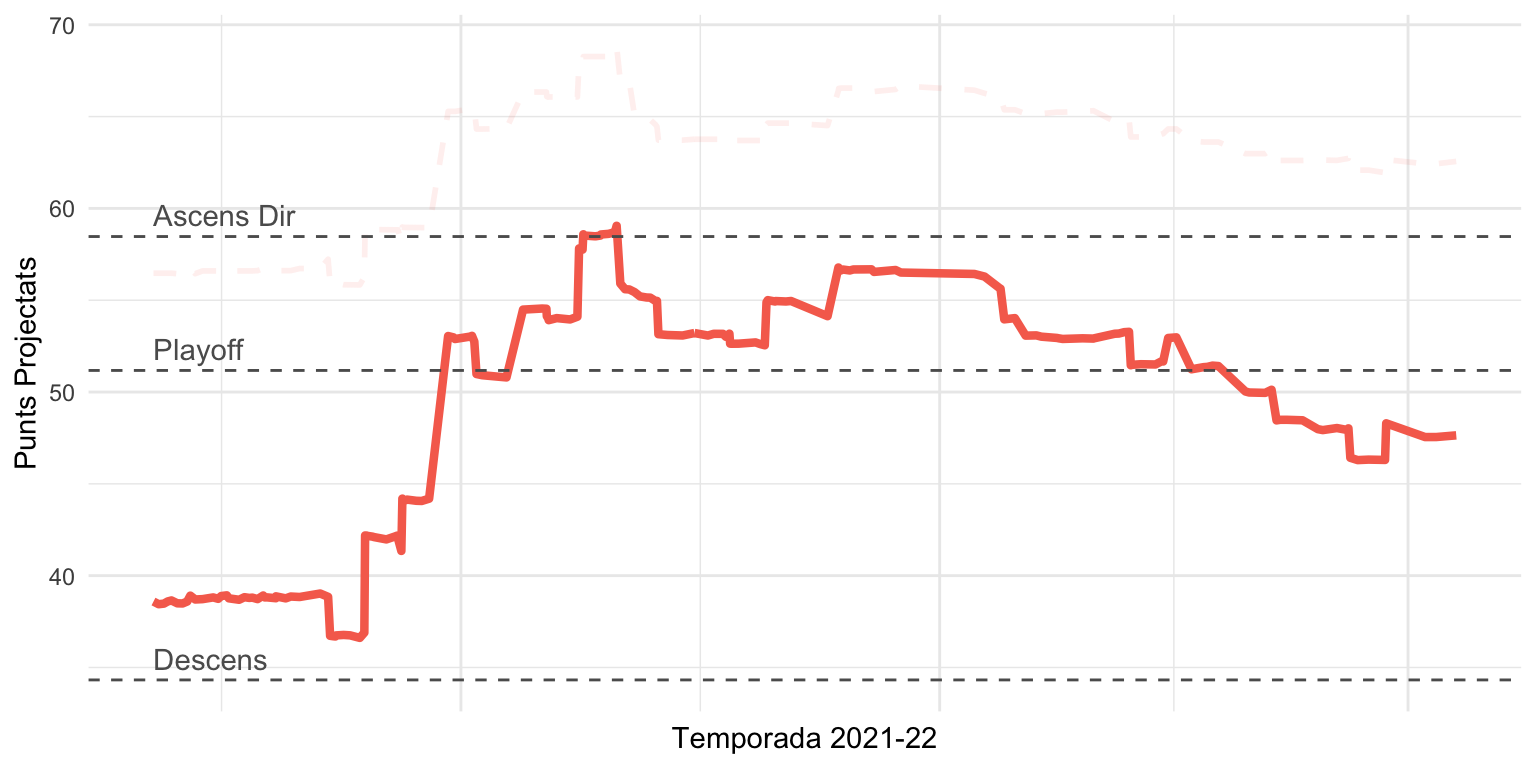 70
60
50
40
Punts Projectats
Ascens Dir
Playoff
Descens
Temporada 2021-22